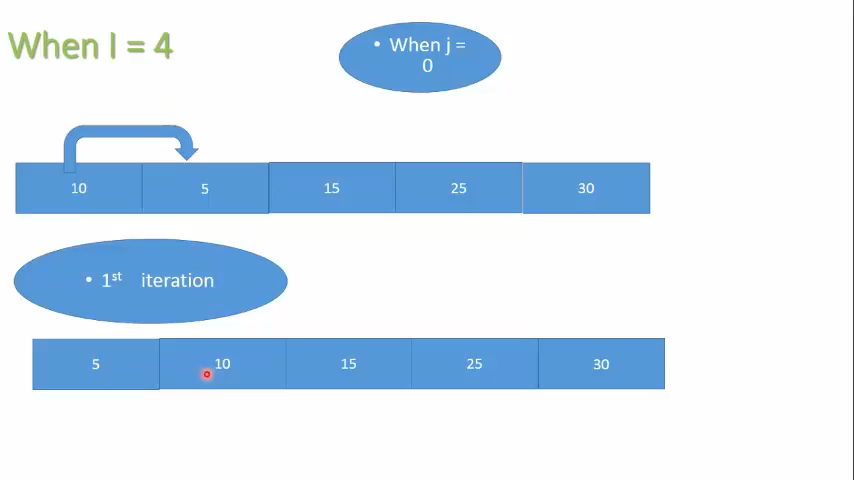 When I = 4
• When j =
0
10 5 15 25 30
• 1st iteration
5 10 15 25 30